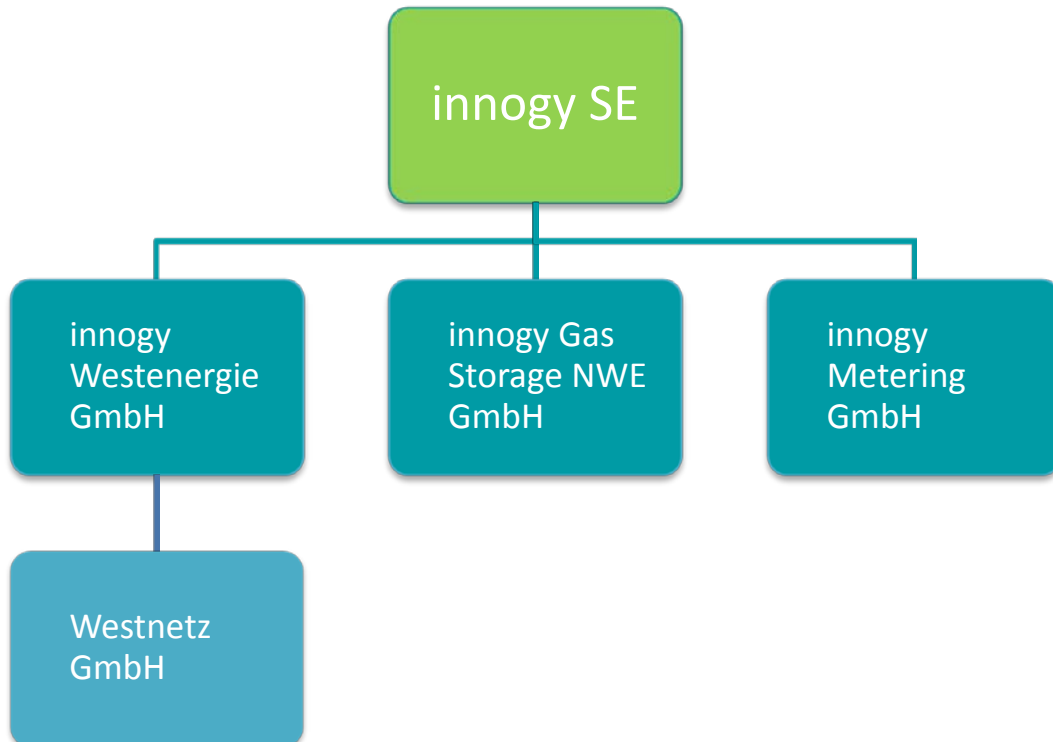 innogy SE
innogy
Westenergie
GmbH
innogy Gas
Storage NWE
GmbH
innogy
Metering
GmbH
Westnetz
GmbH